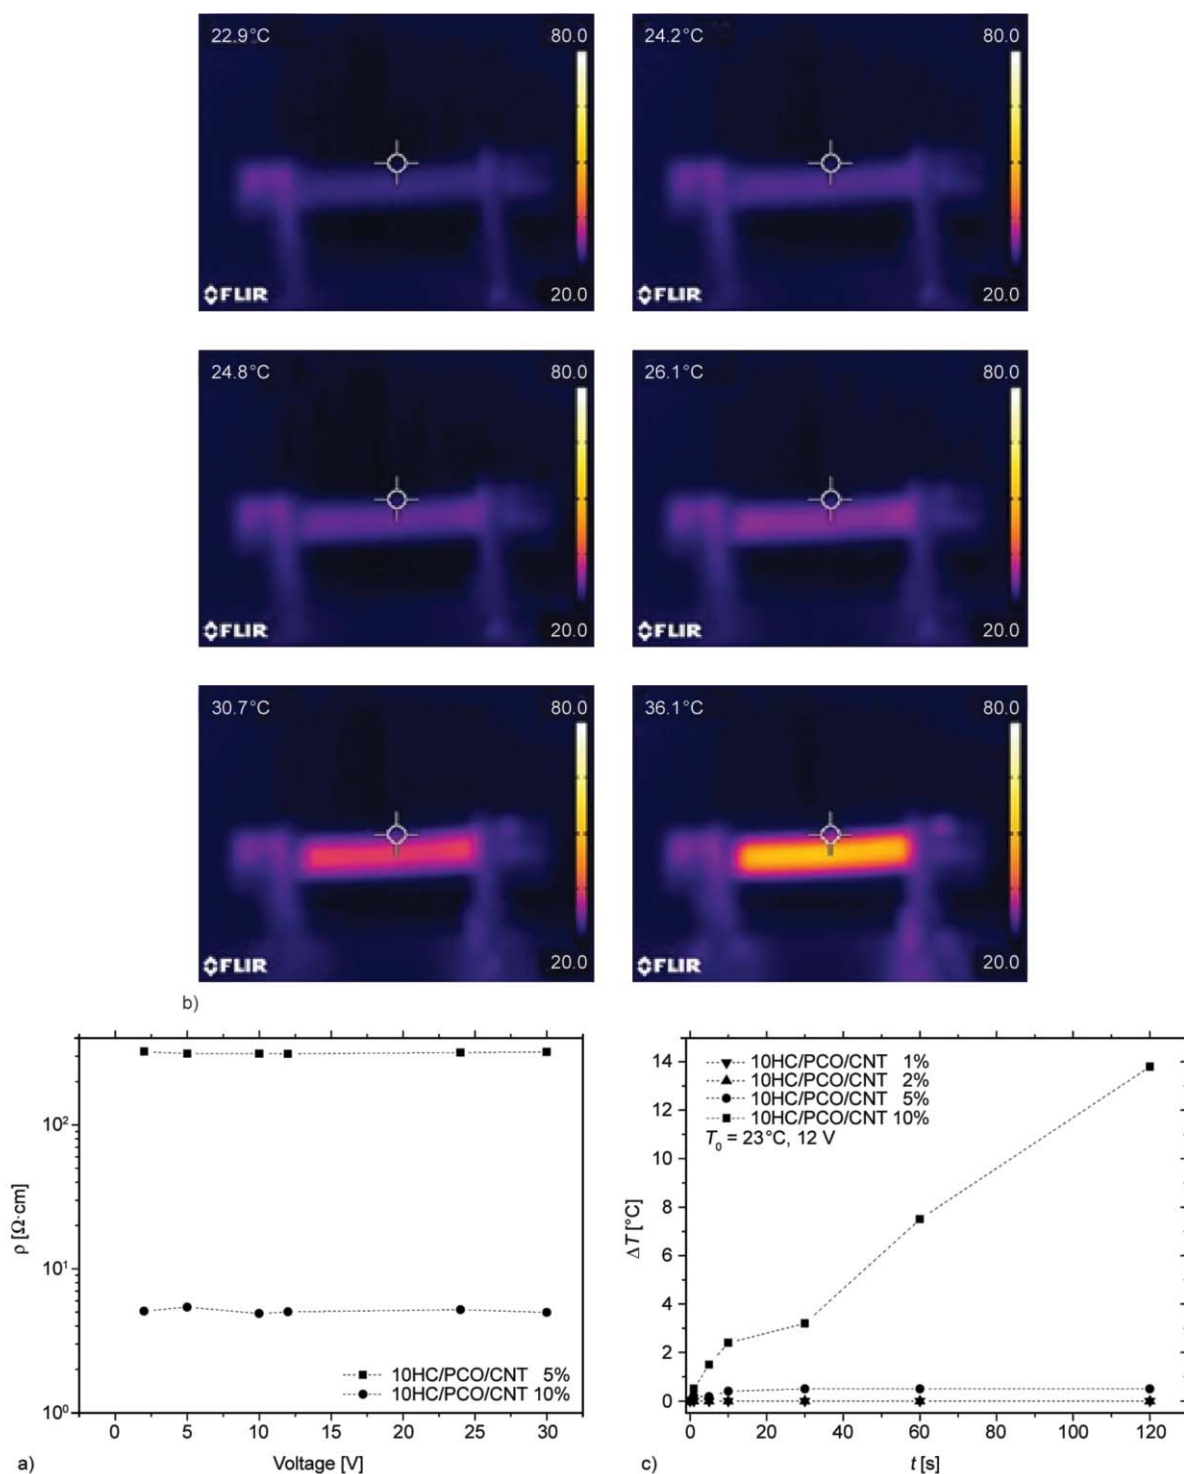 22.9°C
80.0
FLIR
20.0
24.2°C
80.0
FLIR
20.0
24.8°C
80.0
FLIR
20.0
26.1°C
80.0
FLIR
20.0
30.7°C
80.0
FLIR
20.0
36.1°C
80.0
FLIR
20.0
b)
10²
10¹
10⁰
ρ [Ω·cm]
10HC/PCO/CNT 5%
10HC/PCO/CNT 10%
0 5 10 15 20 25 30
Voltage [V]
a)
14
12
10
8
6
4
2
0
ΔT [°C]
10HC/PCO/CNT 1%
10HC/PCO/CNT 2%
10HC/PCO/CNT 5%
10HC/PCO/CNT 10%
T₀ = 23°C, 12 V
0 20 40 60 80 100 120
t [s]
c)